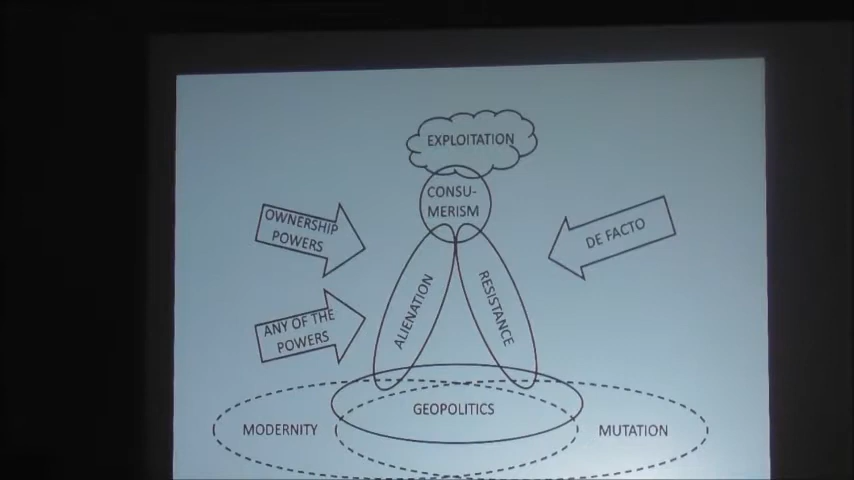 EXPLOITATION
CONSU-
MERISM
OWNERSHIP
POWERS
DE FACTO
ALIENATION
RESISTANCE
ANY OF THE
POWERS
GEOPOLITICS
MODERNITY
MUTATION